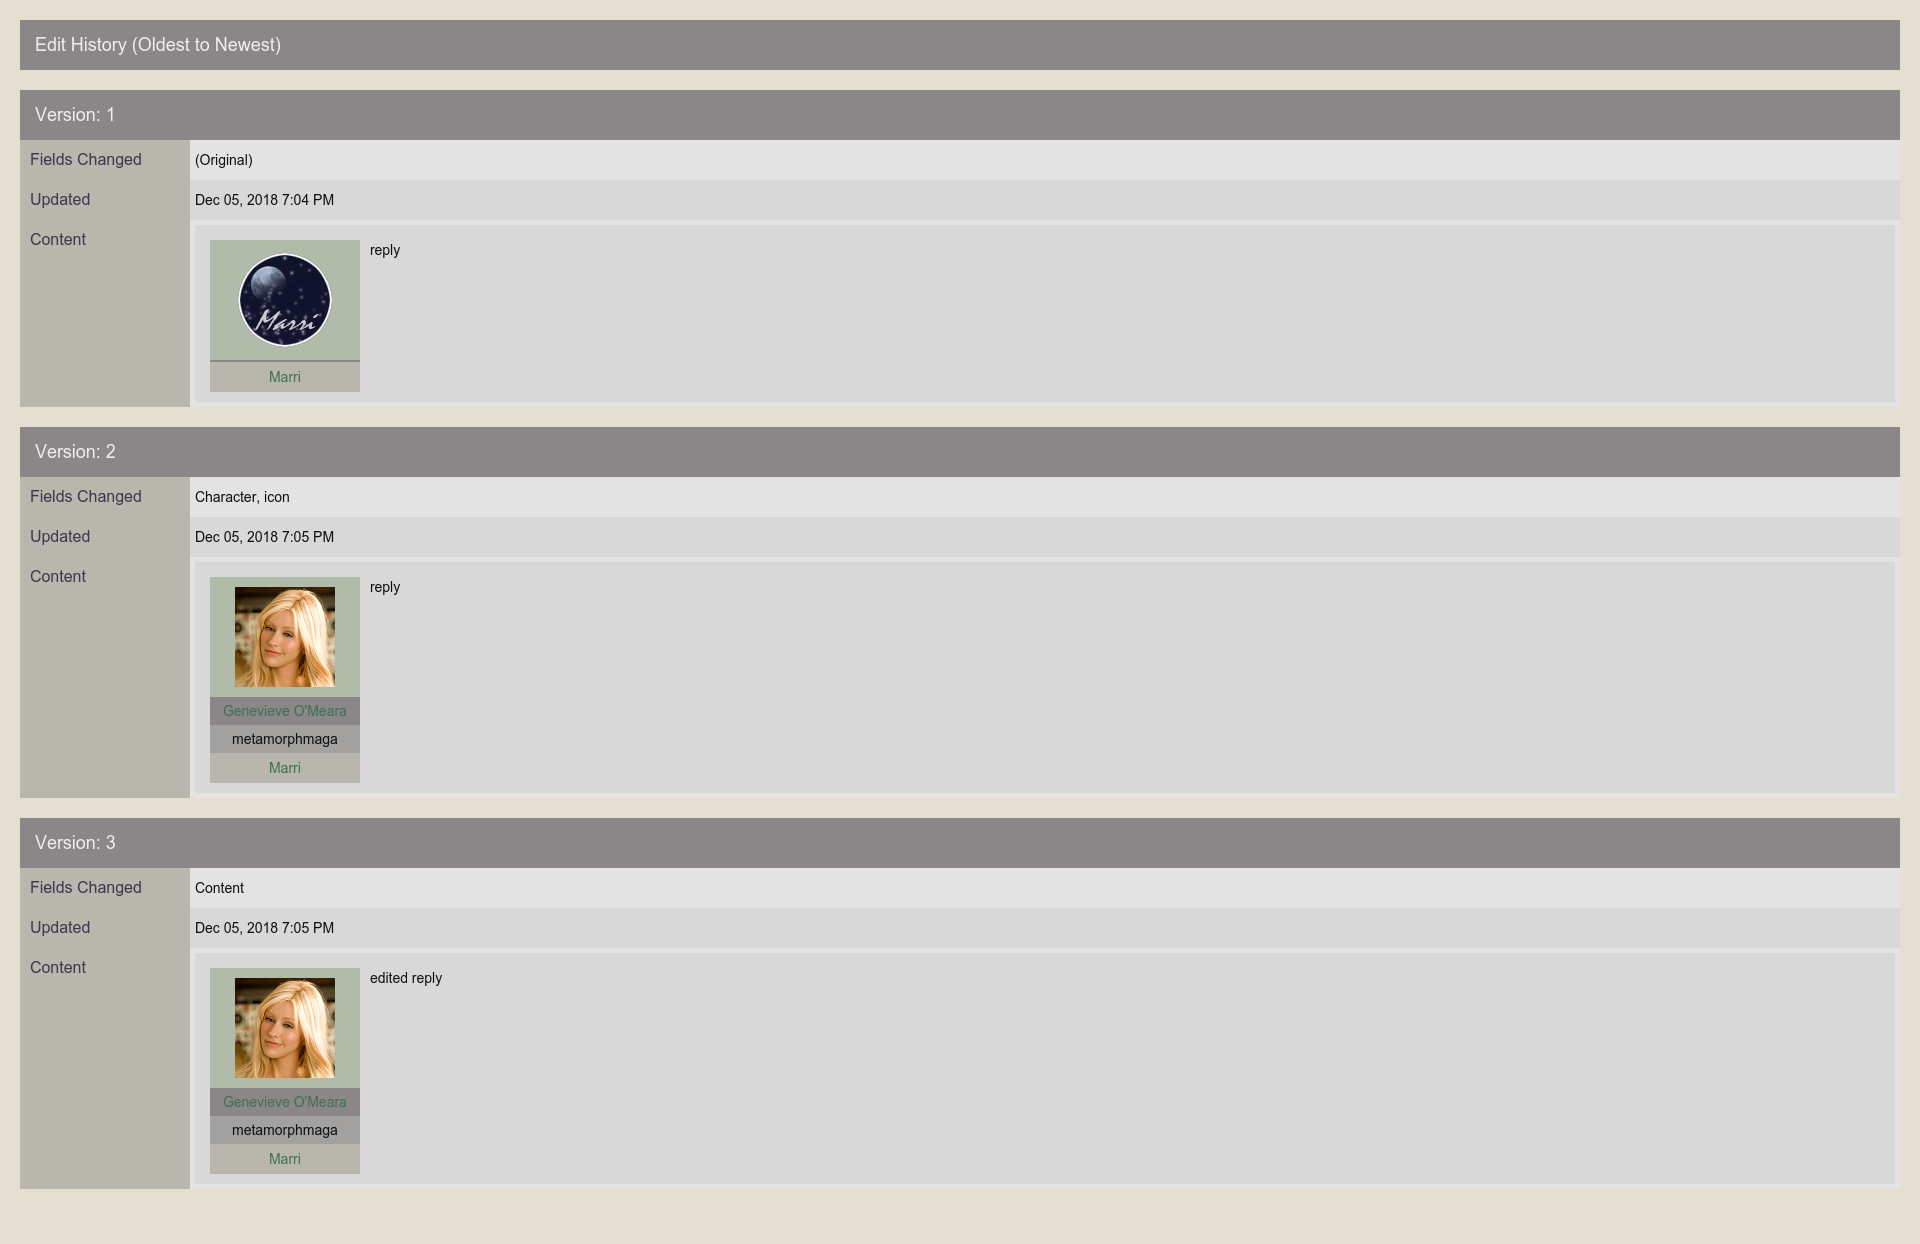 Edit History (Oldest to Newest)
Version: 1
Fields Changed
(Original)
Updated
Dec 05, 2018 7:04 PM
Content
reply
Marri
Marri
Version: 2
Fields Changed
Character, icon
Updated
Dec 05, 2018 7:05 PM
Content
reply
Genevieve O'Meara
metamorphmaga
Marri
Version: 3
Fields Changed
Content
Updated
Dec 05, 2018 7:05 PM
Content
edited reply
Genevieve O'Meara
metamorphmaga
Marri